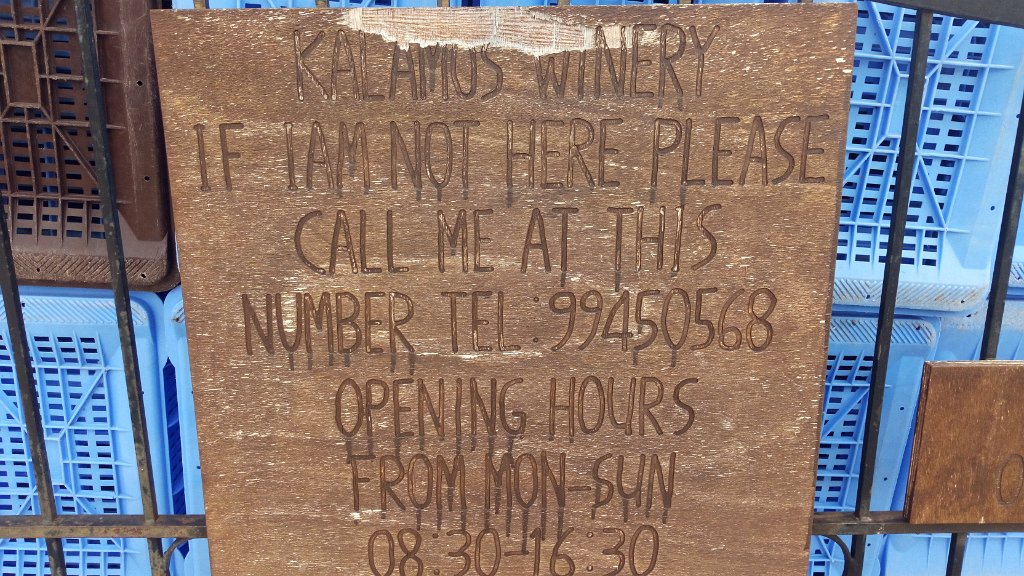 KALAMOS WINERY
IF I AM NOT HERE PLEASE
CALL ME AT THIS
NUMBER TEL:99450568
OPENING HOURS
FROM MON-SUN
08:30-16:30